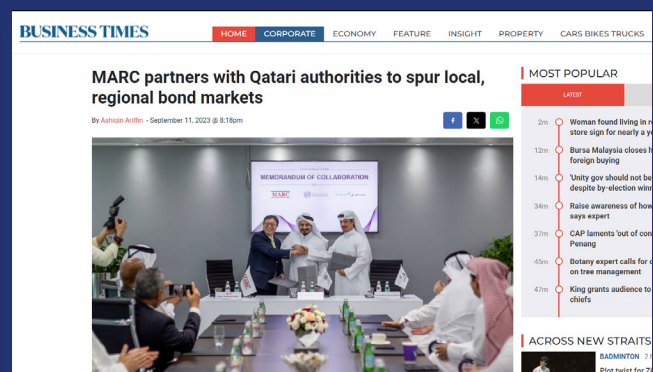 BUSINESS TIMES
HOME CORPORATE ECONOMY FEATURE INSIGHT PROPERTY CARS BIKES TRUCKS
MARC partners with Qatari authorities to spur local,
regional bond markets
By Ashiqin Ariffin - September 11, 2023 @ 8:18pm
MEMORANDUM OF COLLABORATION
MARC
MOST POPULAR
LATEST
2m Woman found living in
store sign for nearly a
12m Bursa Malaysia closes
foreign buying
14m 'Unity gov should not be
despite by-election
34m Raise awareness of how
says expert
37m CAP laments 'out of
Penang
45m Botany expert calls for
on tree management
47m King grants audience to
chiefs
ACROSS NEW STRAITS
BADMINTON
Plot twist for